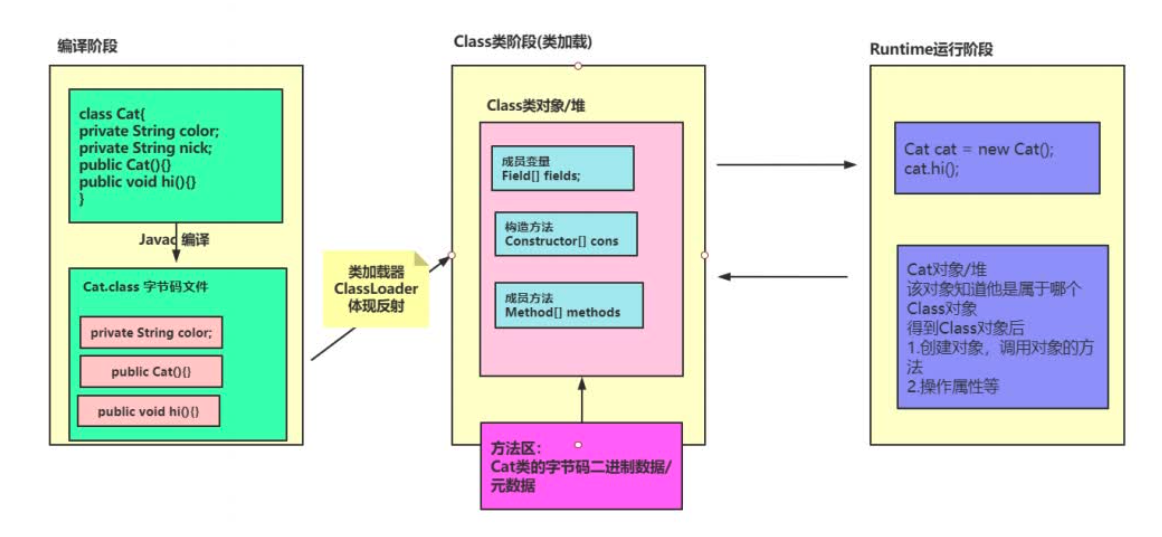 编译阶段
class Cat{
private String color;
private String nick;
public Cat(){}
public void hi(){}
}
Javac 编译
Cat.class 字节码文件
private String color;
public Cat(){}
public void hi(){}
类加载器
ClassLoader
体现反射
Class类阶段(类加载)
Class类对象/堆
成员变量
Field[] fields;
构造方法
Constructor[] cons
成员方法
Method[] methods
方法区：
Cat类的字节码二进制数据/
元数据
Runtime运行阶段
Cat cat = new Cat();
cat.hi();
Cat对象/堆
该对象知道他是属于哪个
Class对象
得到Class对象后
1.创建对象，调用对象的方
法
2.操作属性等